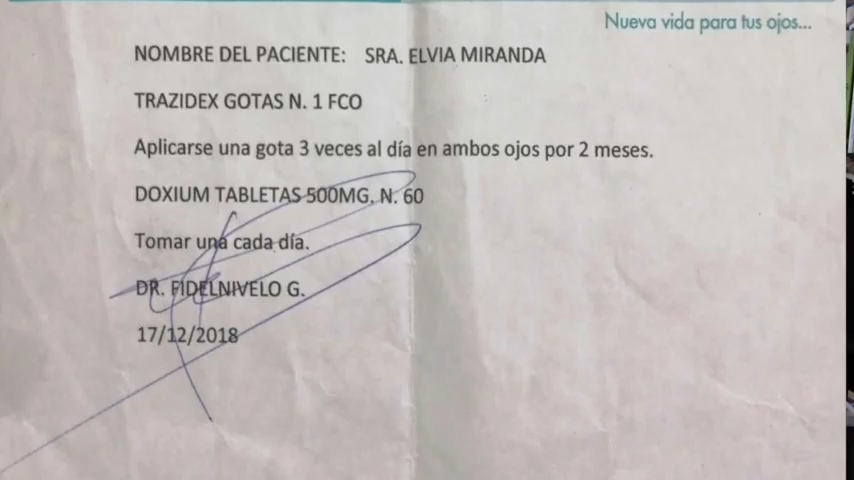 Nueva vida para tus ojos...
NOMBRE DEL PACIENTE: SRA. ELVIA MIRANDA
TRAZIDEX GOTAS N. 1 FCO
Aplicarse una gota 3 veces al día en ambos ojos por 2 meses.
DOXIUM TABLETAS 500MG. N. 60
Tomar una cada día.
DR. FIDELNIVELO G.
17/12/2018